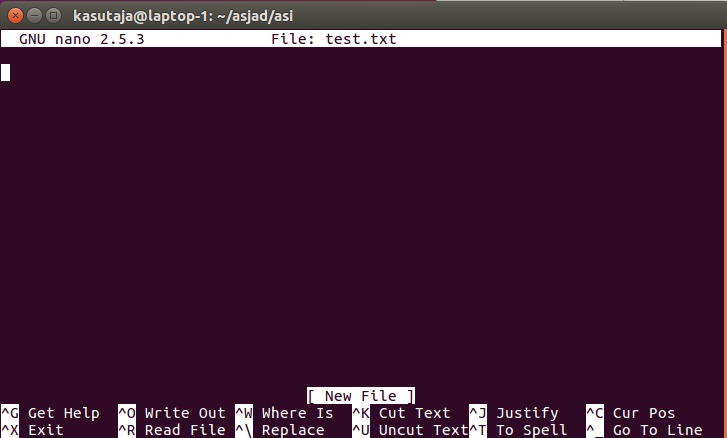 kasutaja@laptop-1: ~/asjad/asi
GNU nano 2.5.3 File: test.txt
[ New File ]
^G Get Help ^O Write Out ^W Where Is ^K Cut Text ^J Justify ^C Cur Pos
^X Exit ^R Read File ^\ Replace ^U Uncut Text ^T To Spell ^_ Go To Line